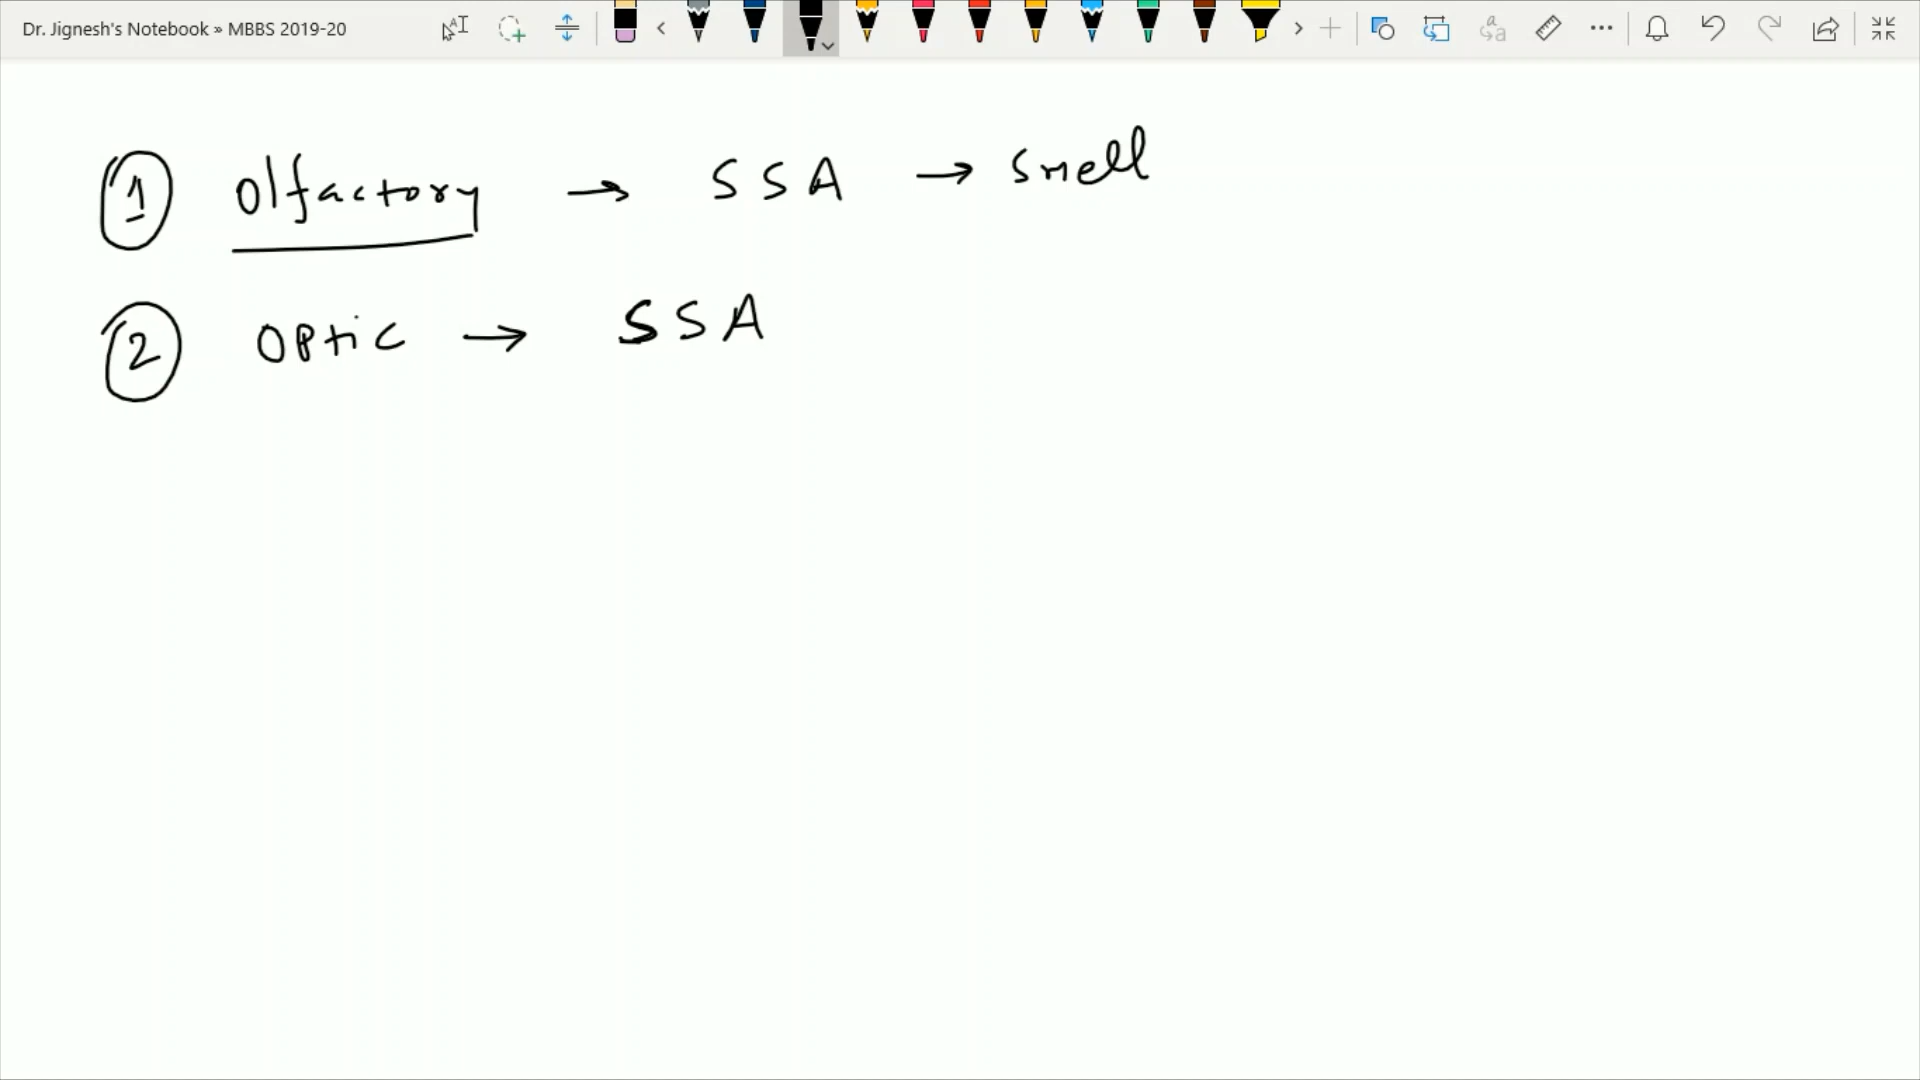 Dr. Jignesh's Notebook » MBBS 2019-20
1 Olfactory → SSA → Smell
2 Optic → SSA